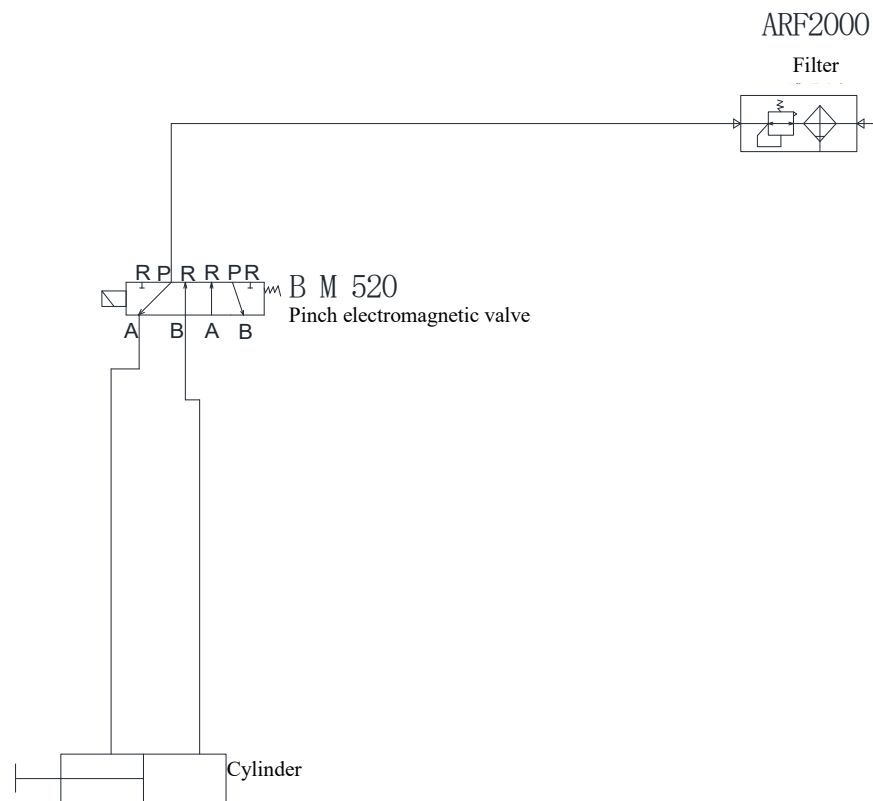 ARF2000
Filter
R P R R P R
B M 520
Pinch electromagnetic valve
A B A B
Cylinder